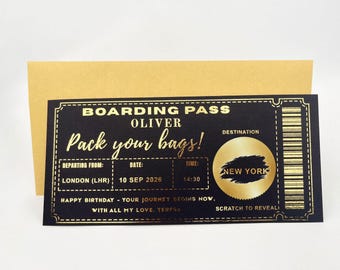 BOARDING PASS
OLIVER
Pack your bags!
DESTINATION
NEW YORK
SCRATCH TO REVEAL
DEPARTING FROM: DATE: TIME:
LONDON (LHR) 10 SEP 2026 14:30
HAPPY BIRTHDAY - YOUR JOURNEY BEGINS NOW,
WITH ALL MY LOVE,